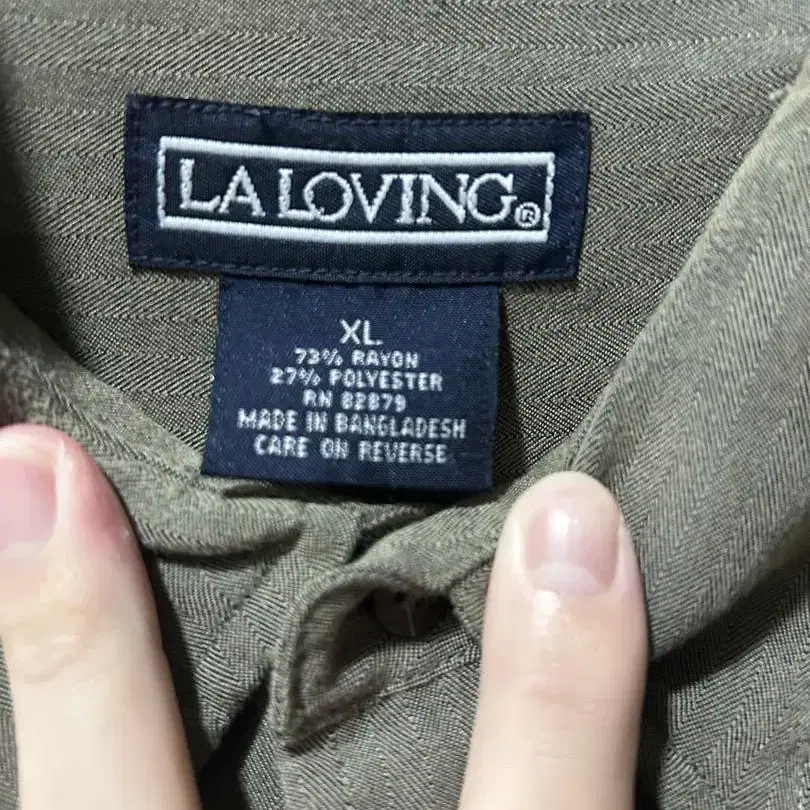 LA LOVING®
XL
73% RAYON
27% POLYESTER
RN 82879
MADE IN BANGLADESH
CARE ON REVERSE